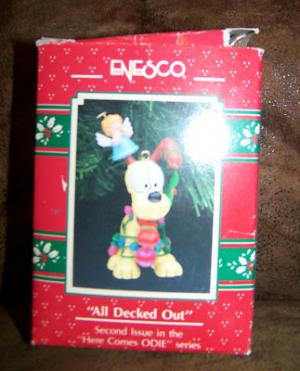 ENESCO
"All Decked Out"
Second Issue in the
"Here Comes ODIE" series